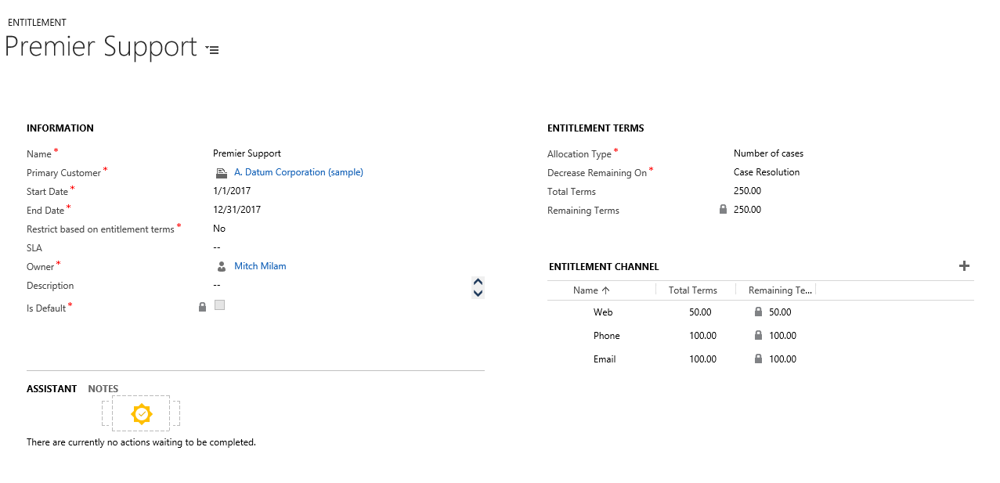 ENTITLEMENT
Premier Support
INFORMATION
Name *
Premier Support
Primary Customer *
A. Datum Corporation (sample)
Start Date *
1/1/2017
End Date *
12/31/2017
Restrict based on entitlement terms *
No
SLA
--
Owner *
Mitch Milam
Description
--
Is Default *
ASSISTANT NOTES
There are currently no actions waiting to be completed.
ENTITLEMENT TERMS
Allocation Type *
Number of cases
Decrease Remaining On *
Case Resolution
Total Terms
250.00
Remaining Terms
250.00
ENTITLEMENT CHANNEL
Name Total Terms Remaining Te...
Web 50.00 50.00
Phone 100.00 100.00
Email 100.00 100.00